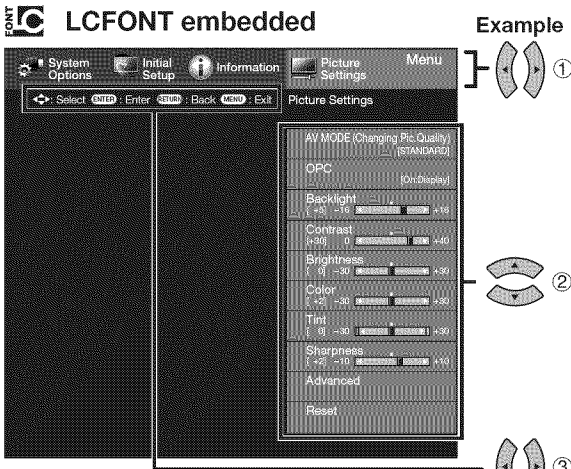 FONT LC LCFONT embedded
Example
System Options
Initial Setup
Information
Picture Settings
Menu
①
: Select ENTER : Enter RETURN : Back MENU : Exit
Picture Settings
AV MODE (Changing Pic.Quality)
[STANDARD]
OPC
[On:Display]
Backlight
[ +5] −16 +16
Contrast
[+30] 0 +40
Brightness
[ 0] −30 +30
②
Color
[ +2] −30 +30
Tint
[ 0] −30 +30
Sharpness
[ +2] −10 +10
Advanced
Reset
③